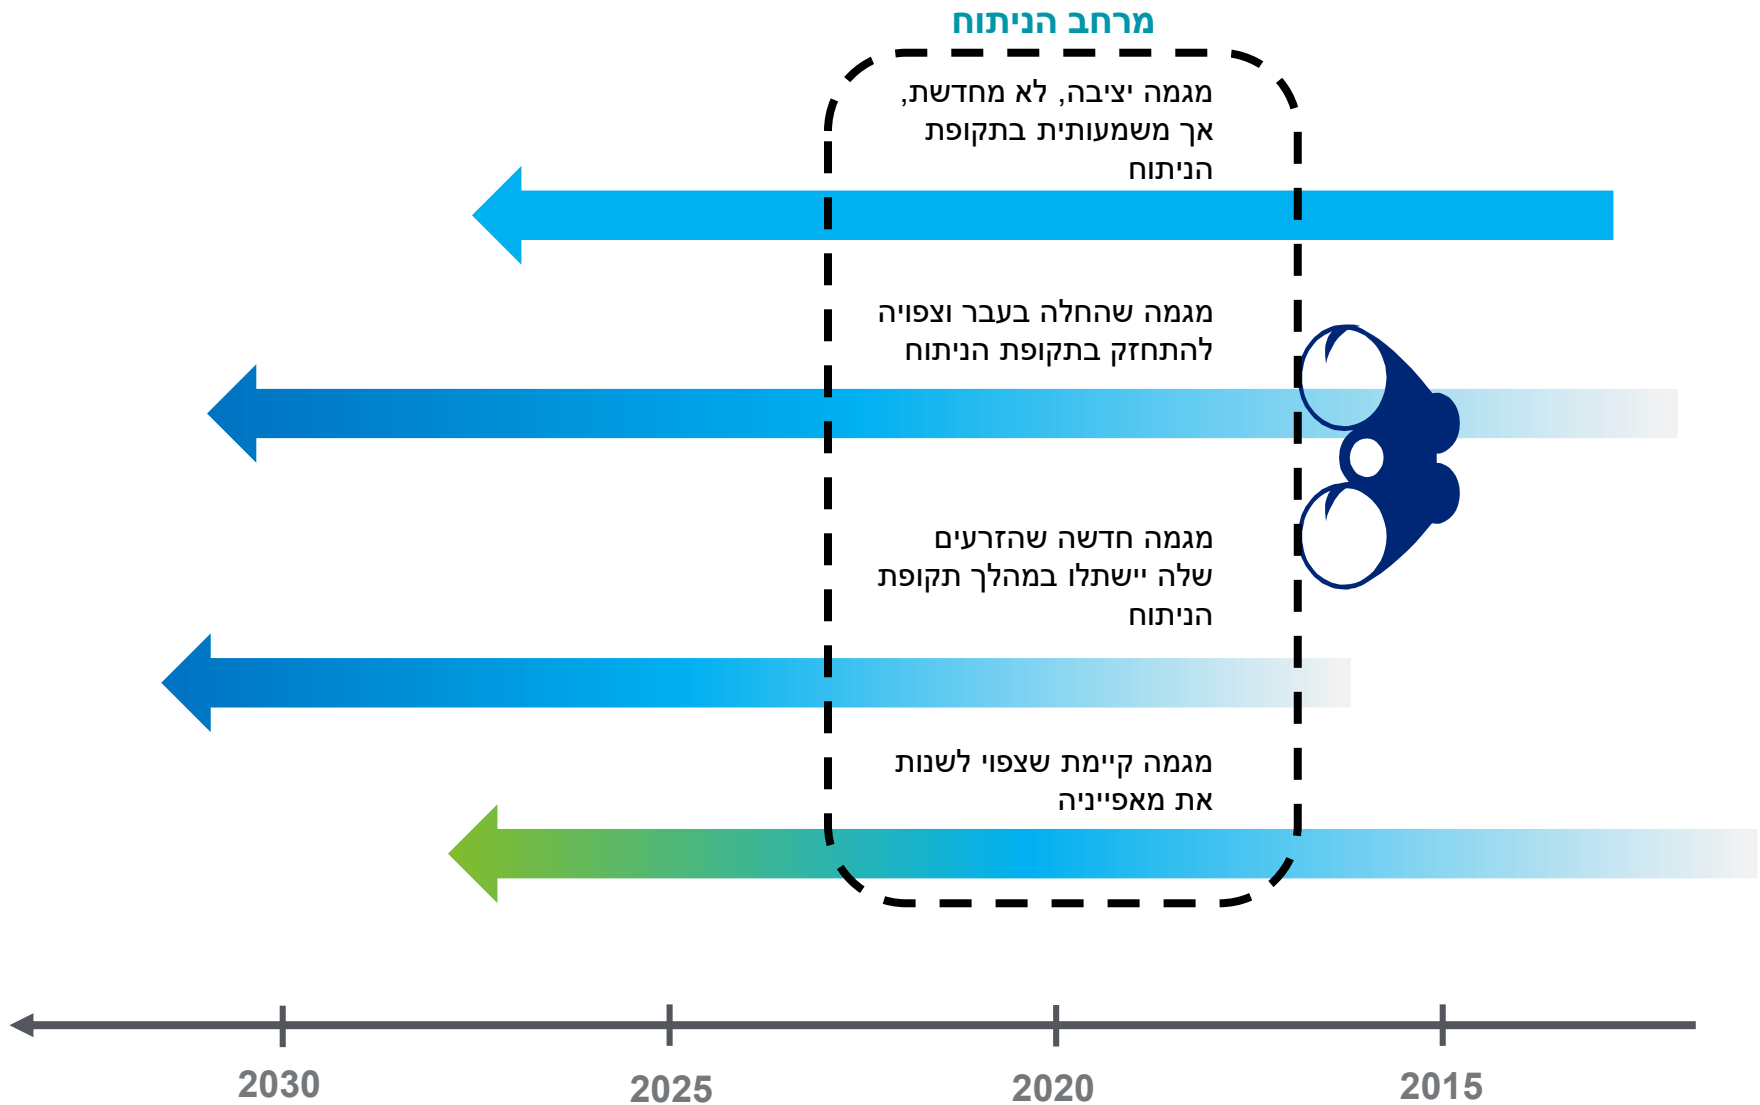 מרחב הניתוח
מגמה יציבה, לא מחדשת,
אך משמעותית בתקופת
הניתוח
מגמה שהחלה בעבר וצפויה
להתחזק בתקופת הניתוח
מגמה חדשה שהזרעים
שלה יישתלו במהלך תקופת
הניתוח
מגמה קיימת שצפוי לשנות
את מאפייניה
2015
2020
2025
2030